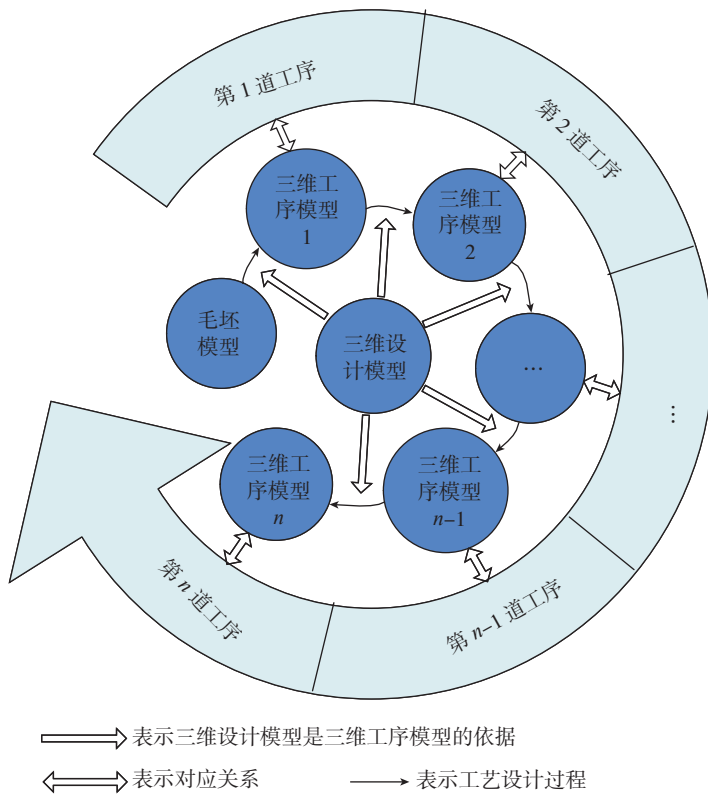 第 1 道工序
第 2 道工序
三维工
序模型
1
三维工
序模型
2
毛坯
模型
三维设
计模型
…
…
三维工
序模型
n
三维工
序模型
n–1
第 n 道工序
第 n–1 道工序
表示三维设计模型是三维工序模型的依据
表示对应关系
表示工艺设计过程